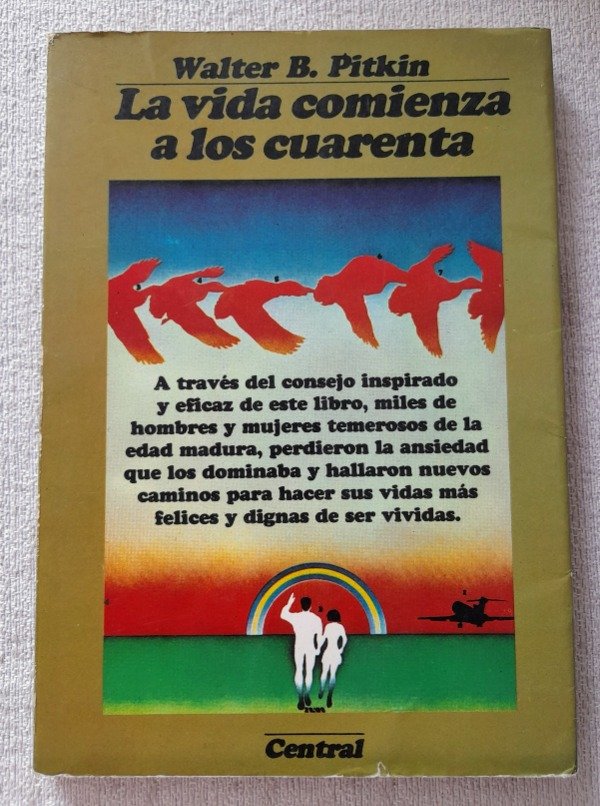 Walter B. Pitkin
La vida comienza
a los cuarenta
A través del consejo inspirado
y eficaz de este libro, miles de
hombres y mujeres temerosos de la
edad madura, perdieron la ansiedad
que los dominaba y hallaron nuevos
caminos para hacer sus vidas más
felices y dignas de ser vividas.
Central